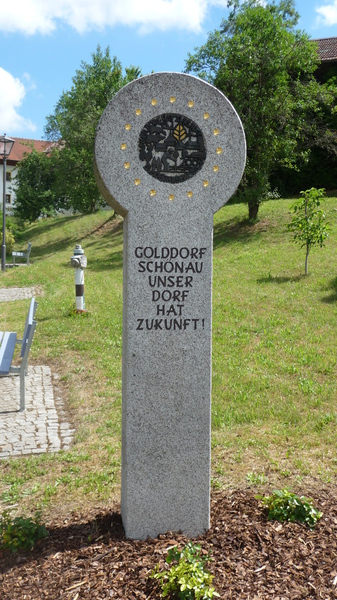 GOLDDORF
SCHÖNAU
UNSER
DORF
HAT
ZUKUNFT!